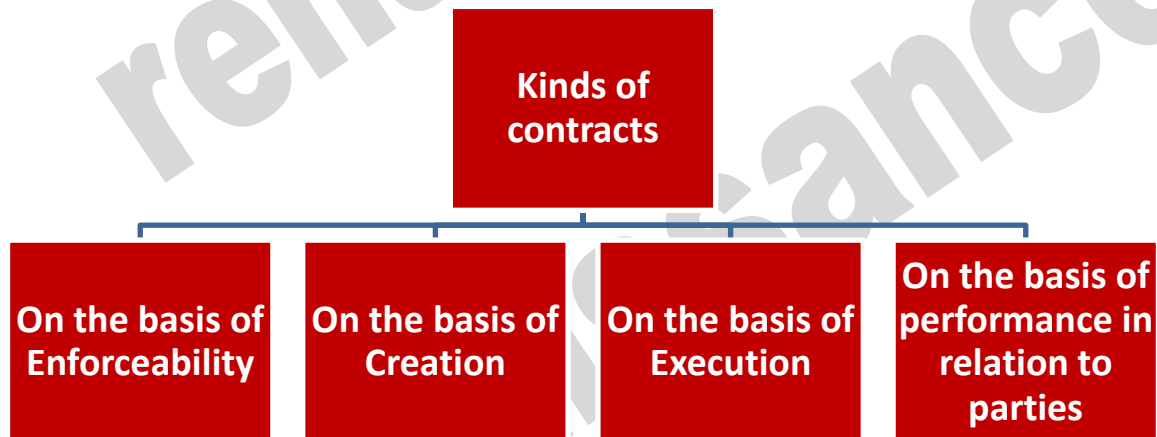 Kinds of
contracts
On the basis of
Enforceability
On the basis of
Creation
On the basis of
Execution
On the basis of
performance in
relation to
parties